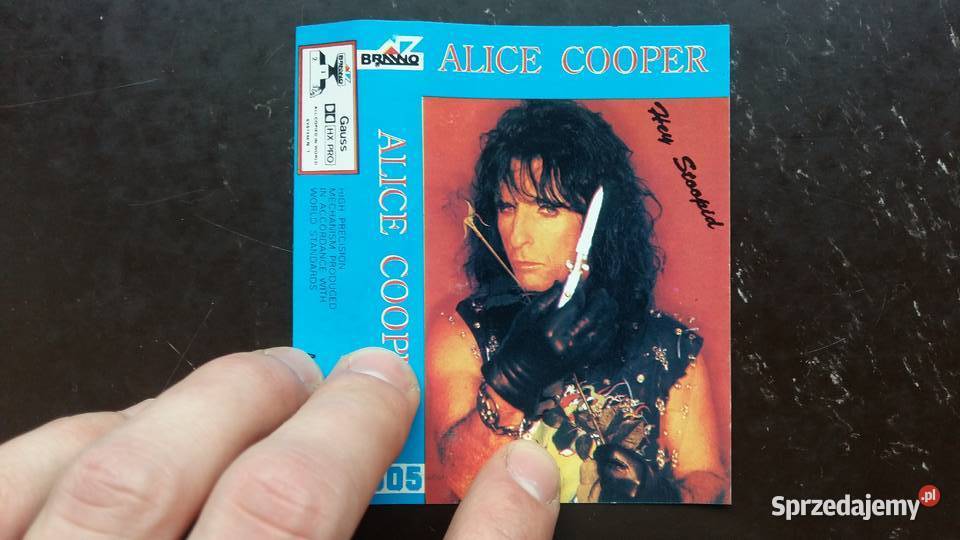 BRAWO
ALICE COOPER
Hey Stoopid
ALICE COOP
Gauss
HX PRO
HIGH PRECISION
MECHANISM PRODUCED
IN ACCORDANCE WITH
WORLD STANDARDS
005
Sprzedajemy.pl